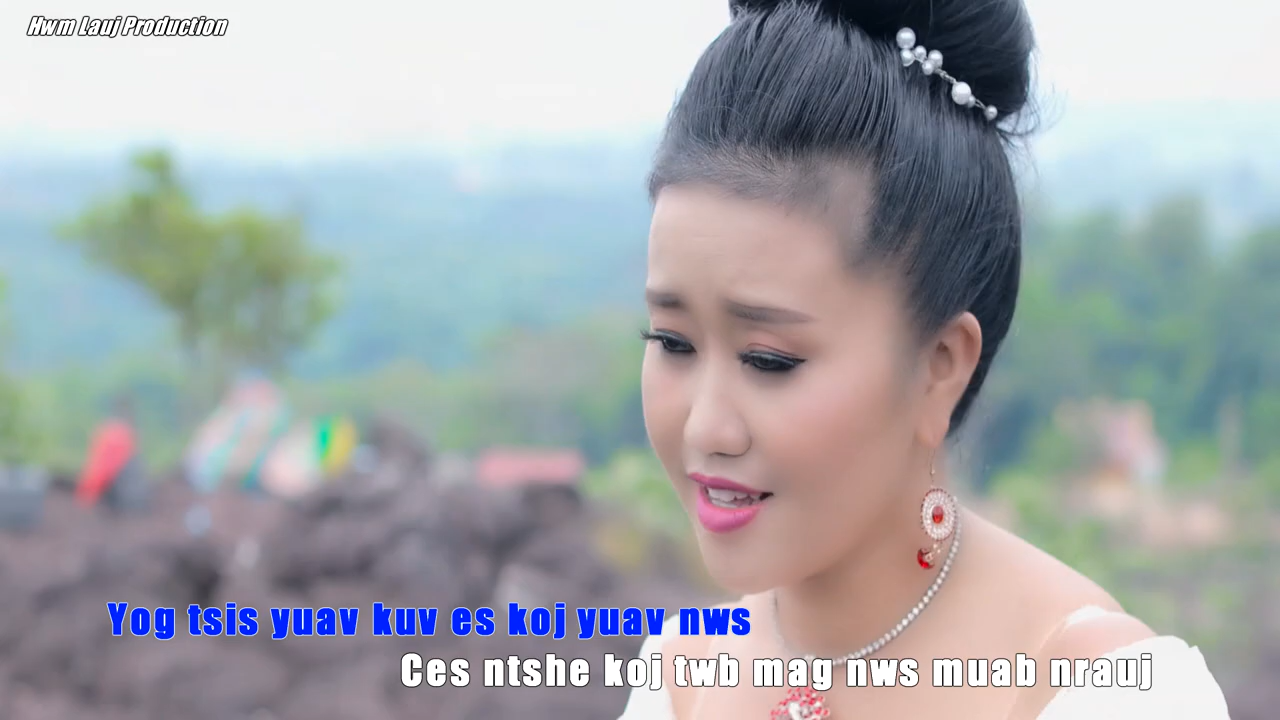 Hwm Lauj Production
Yog tsis yuav kuv es koj yuav nws
Ces ntshe koj twb mag nws muab nrauj